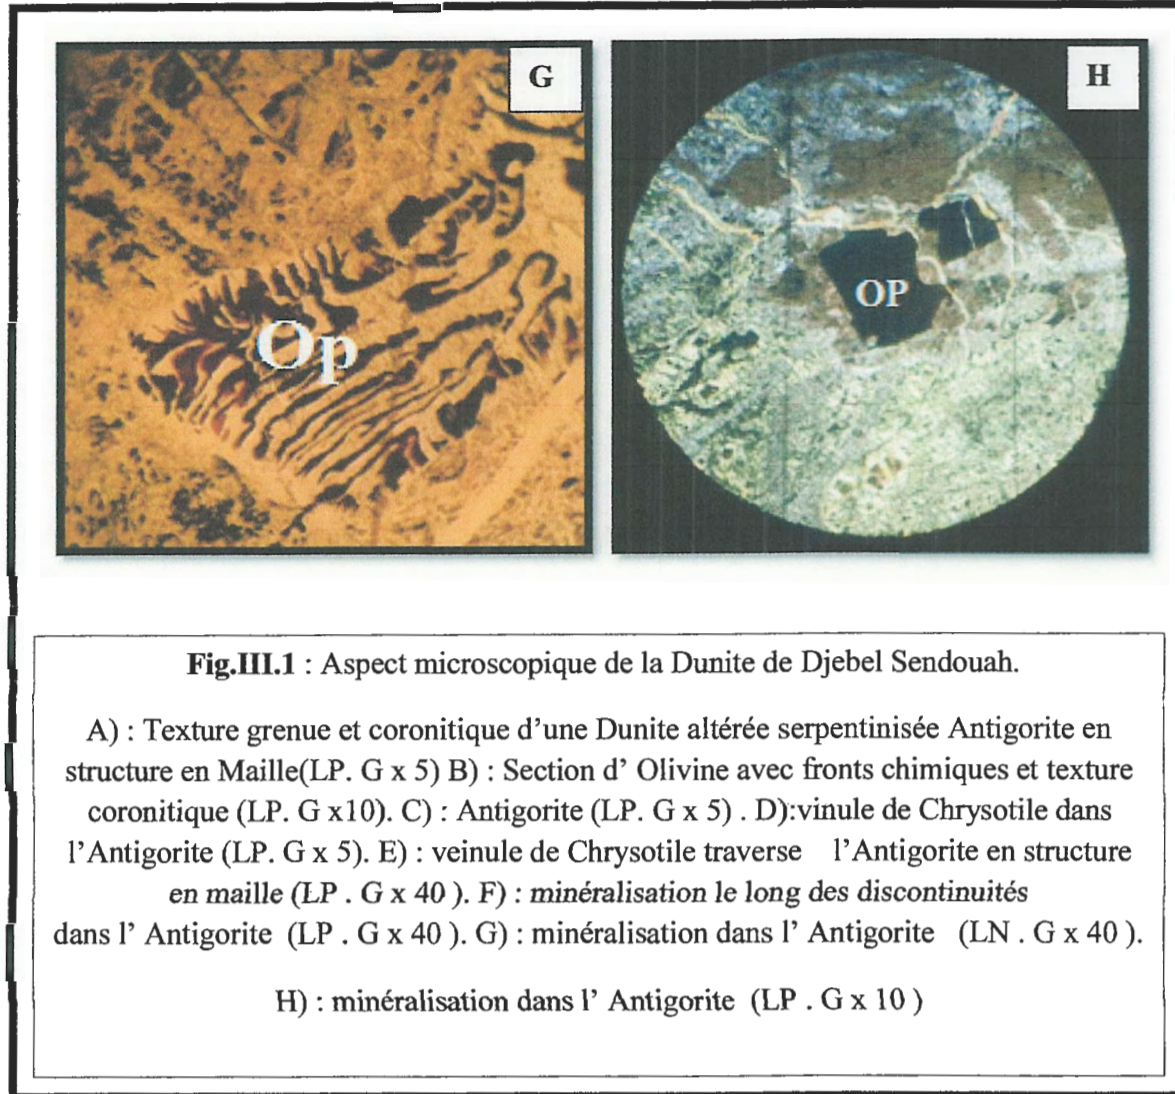 G
H
Op
OP
Fig.III.1 : Aspect microscopique de la Dunite de Djebel Sendouah.
A) : Texture grenue et coronitique d'une Dunite altérée serpentinisée Antigorite en
structure en Maille(LP. G x 5) B) : Section d' Olivine avec fronts chimiques et texture
coronitique (LP. G x10). C) : Antigorite (LP. G x 5) . D):vinule de Chrysotile dans
l'Antigorite (LP. G x 5). E) : veinule de Chrysotile traverse l'Antigorite en structure
en maille (LP . G x 40 ). F) : minéralisation le long des discontinuités
dans l' Antigorite (LP . G x 40 ). G) : minéralisation dans l' Antigorite (LN . G x 40 ).
H) : minéralisation dans l' Antigorite (LP . G x 10 )